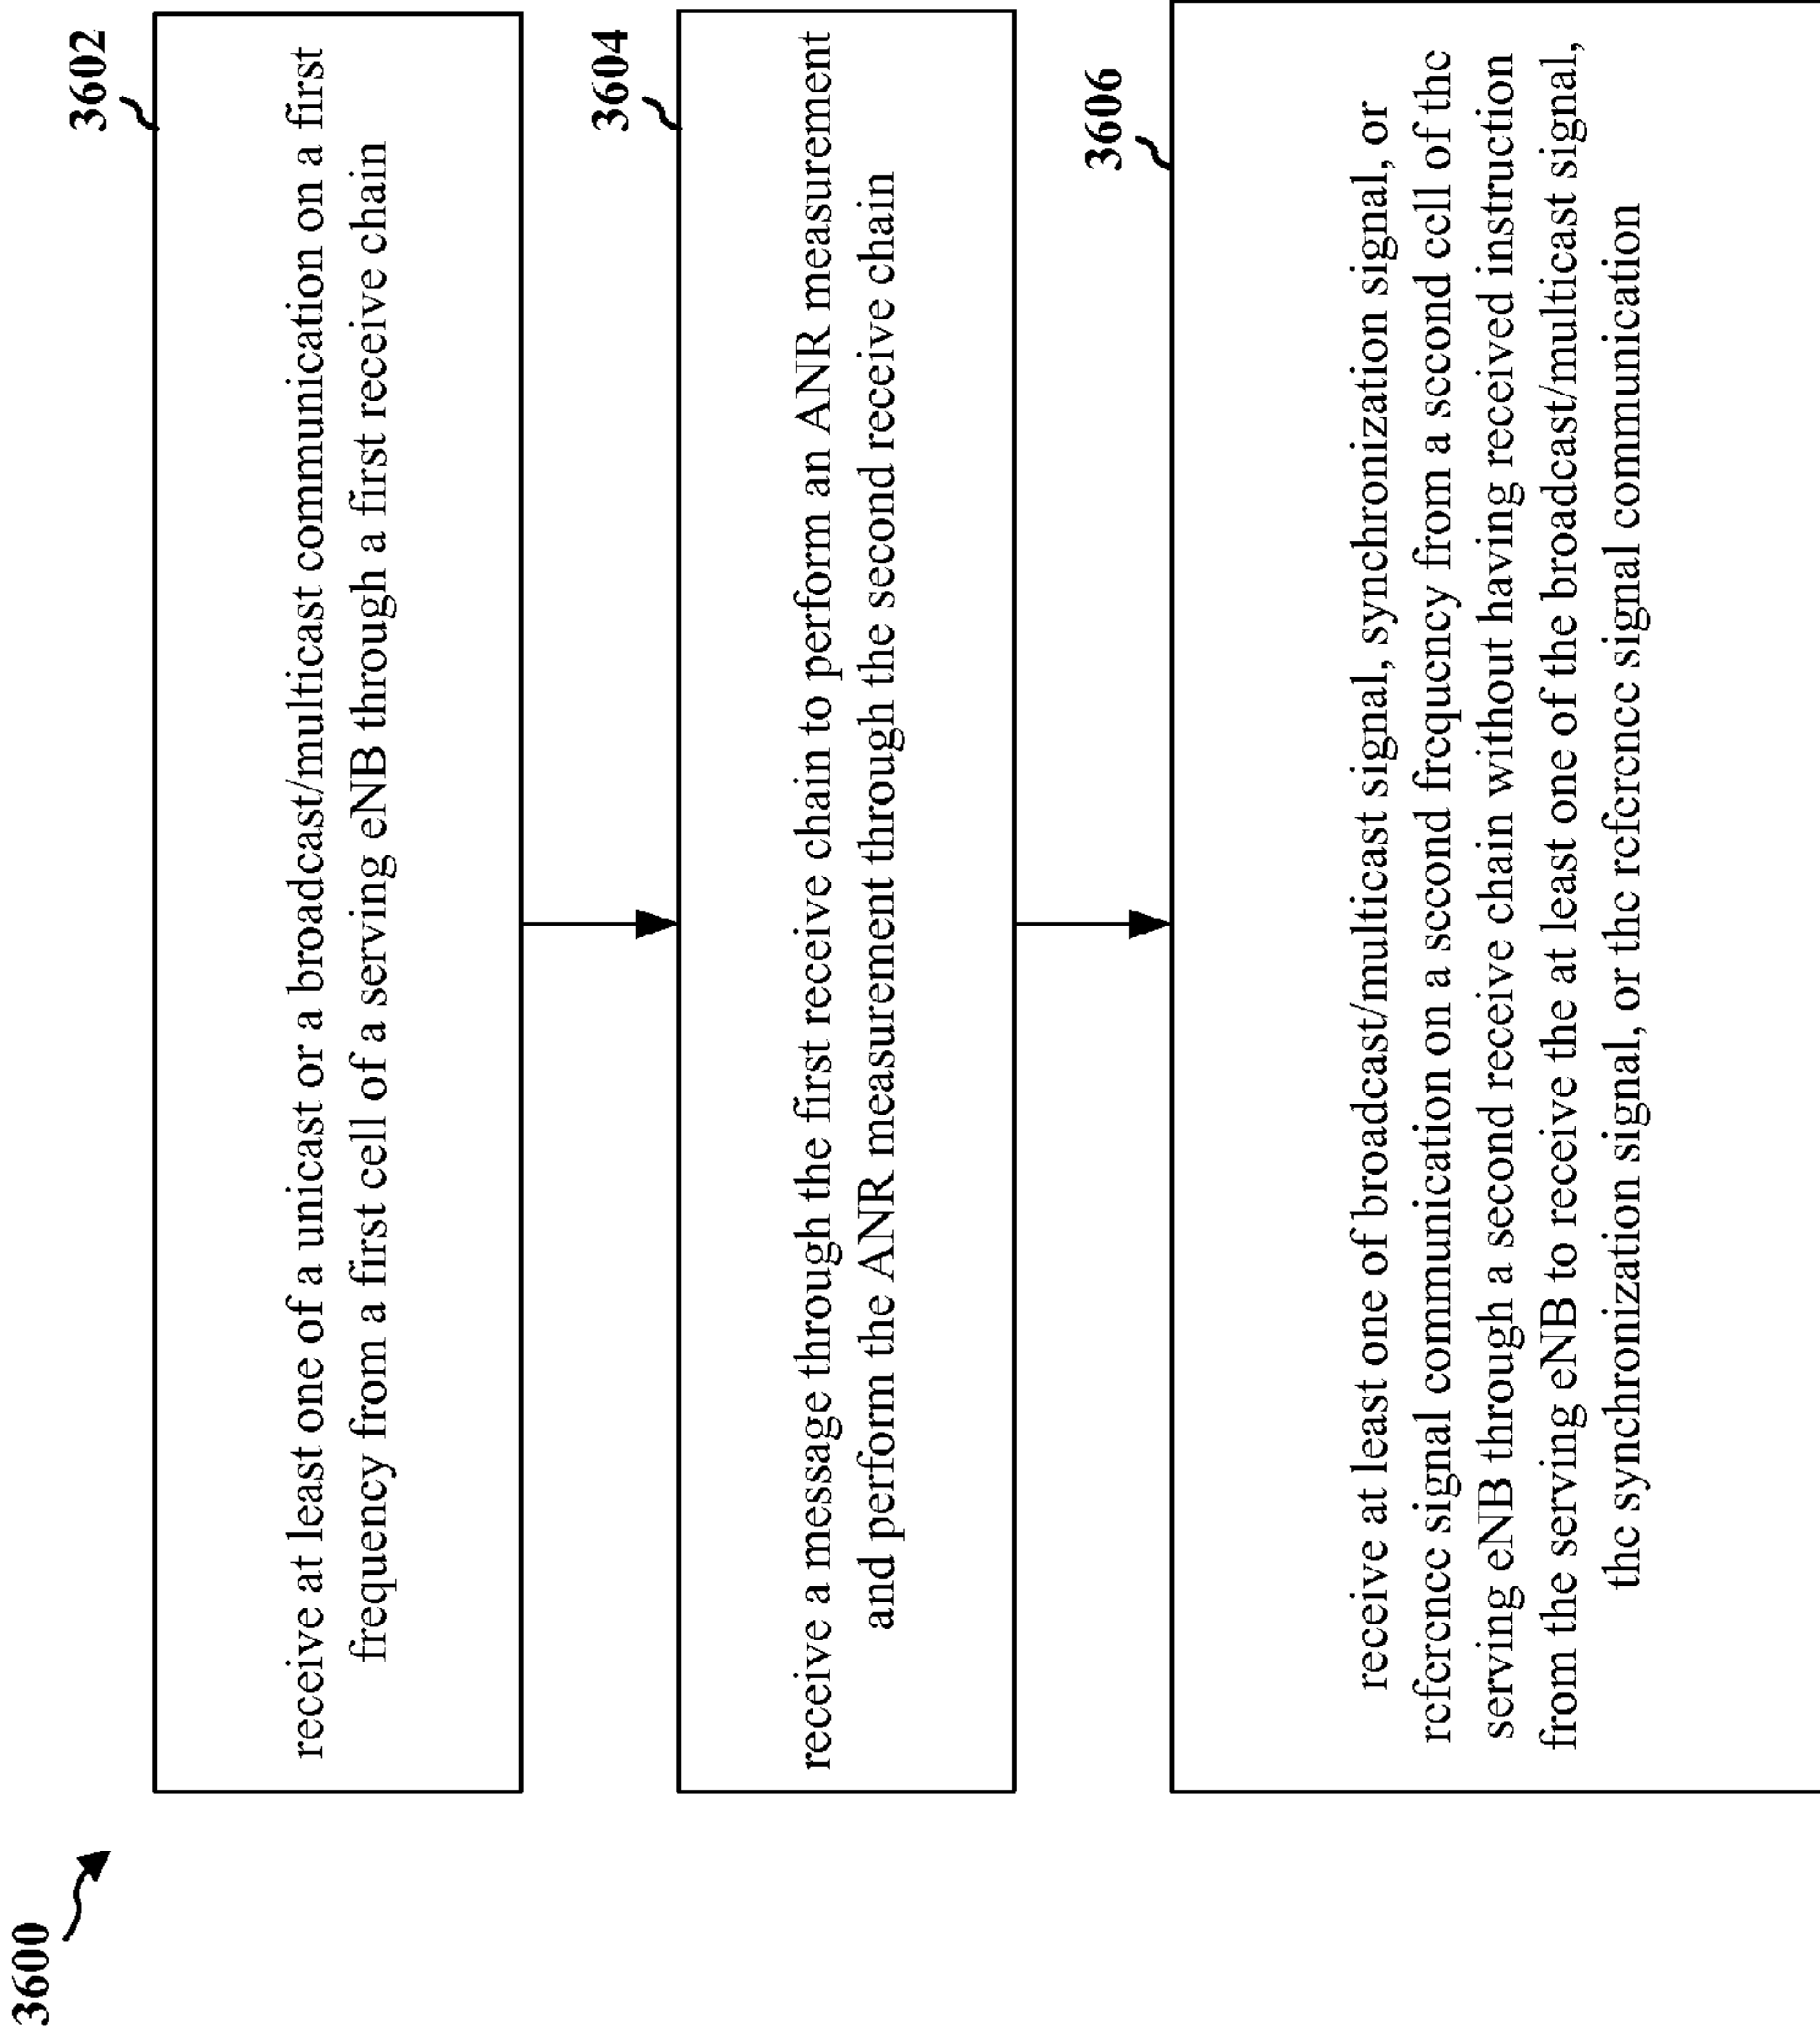 3600
3602
receive at least one of a unicast or a broadcast/multicast communication on a first
frequency from a first cell of a serving eNB through a first receive chain
3604
receive a message through the first receive chain to perform an ANR measurement
and perform the ANR measurement through the second receive chain
3606
receive at least one of broadcast/multicast signal, synchronization signal, or
reference signal communication on a second frequency from a second cell of the
serving eNB through a second receive chain without having received instruction
from the serving eNB to receive the at least one of the broadcast/multicast signal,
the synchronization signal, or the reference signal communication